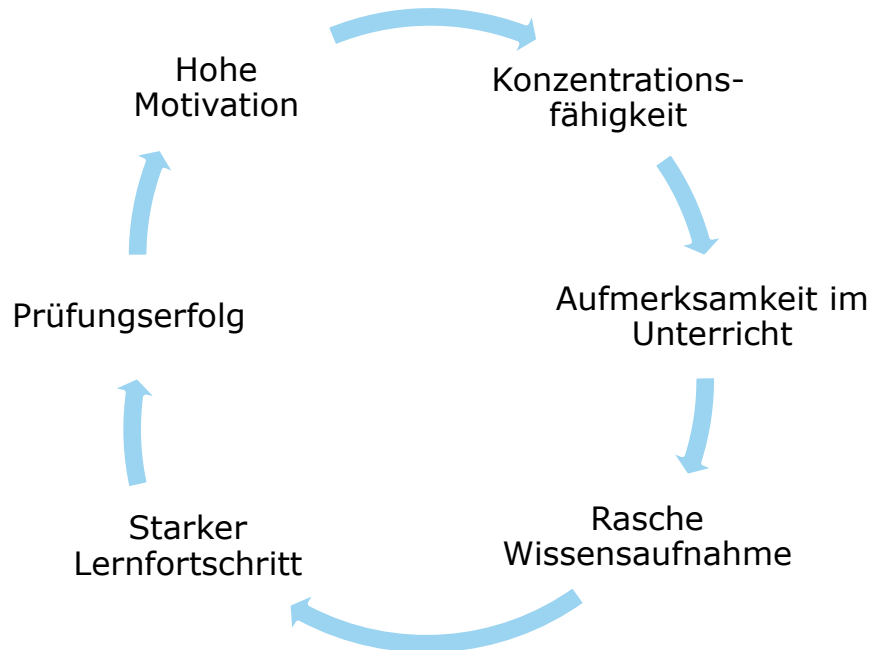 Hohe
Motivation
Konzentrations-
fähigkeit
Aufmerksamkeit im
Unterricht
Rasche
Wissensaufnahme
Starker
Lernfortschritt
Prüfungserfolg